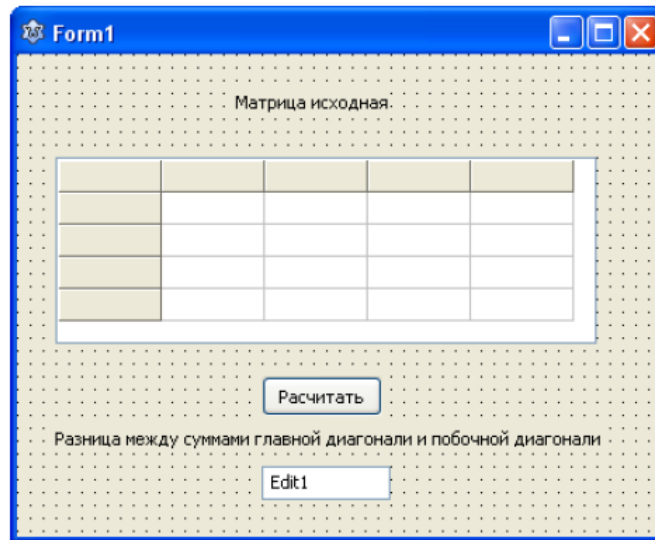 Form1
Матрица исходная
Расчитать
Разница между суммами главной диагонали и побочной диагонали
Edit1